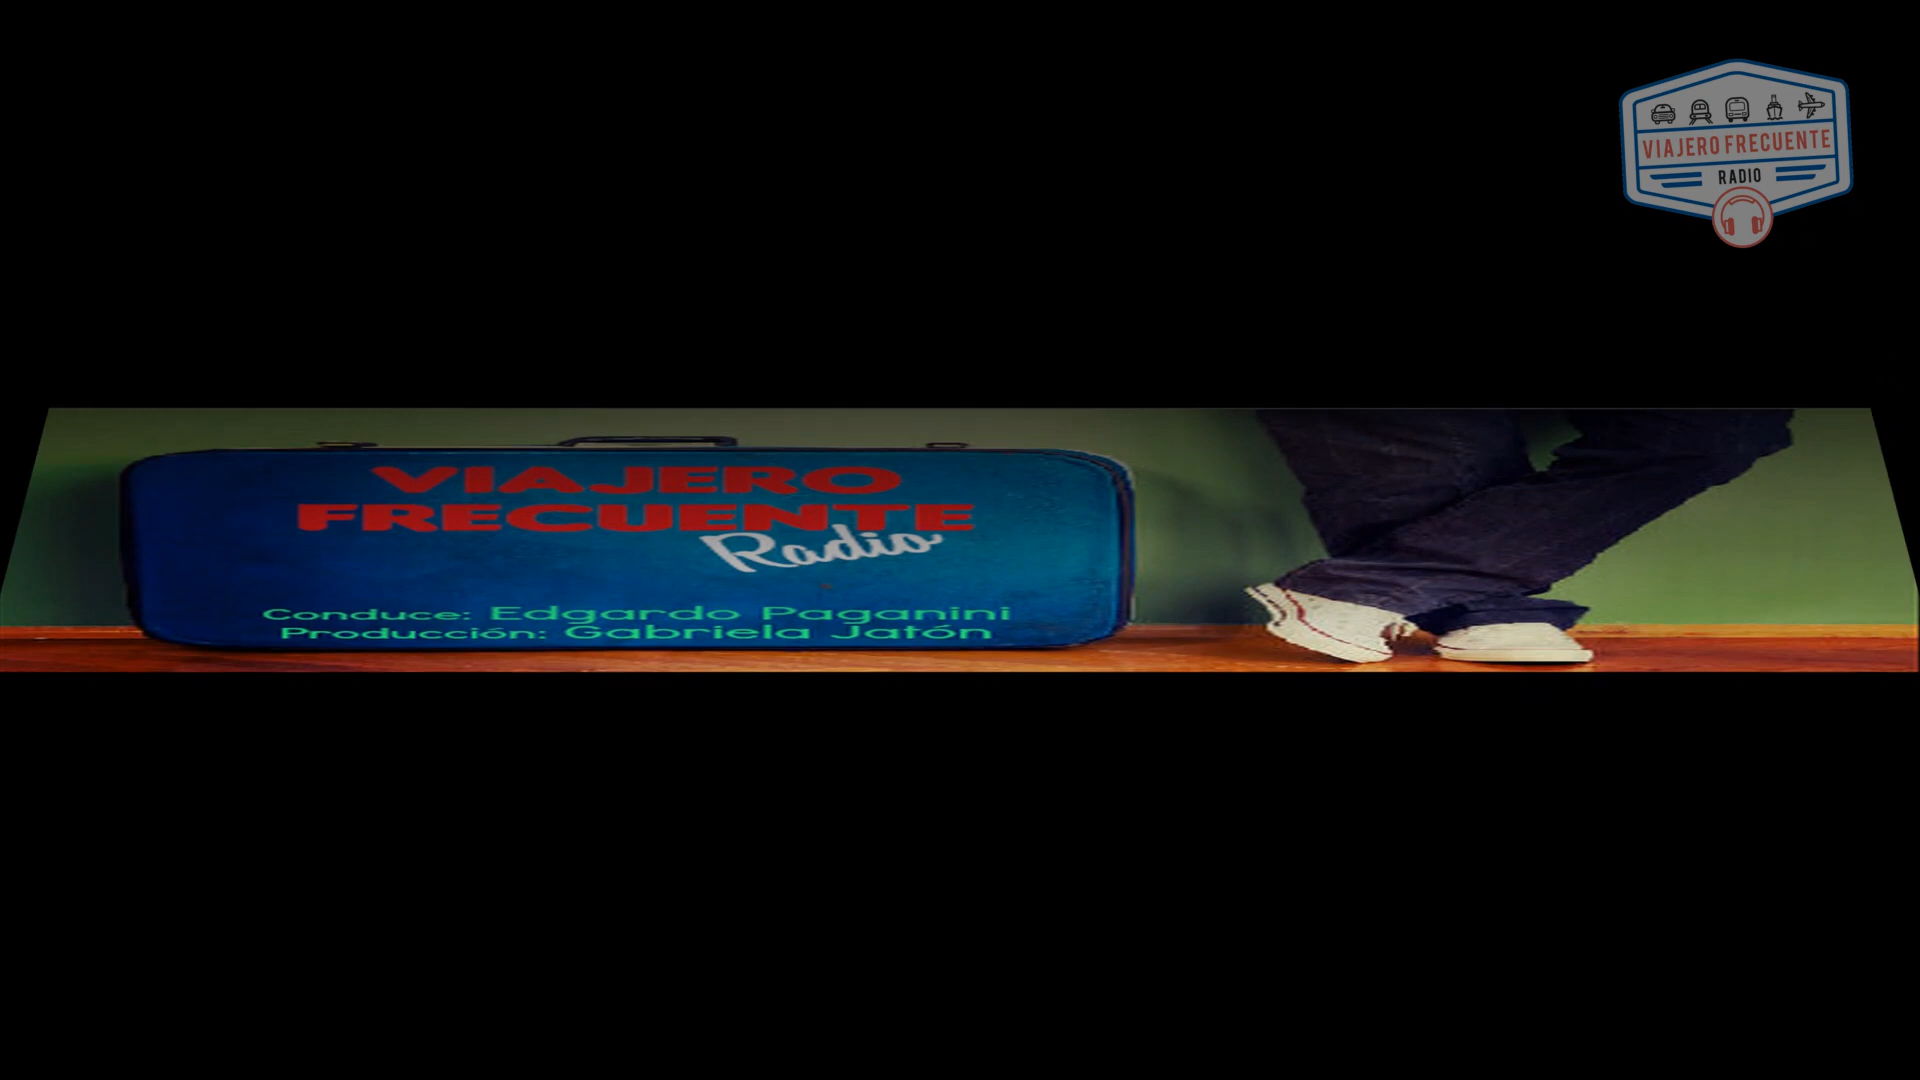 VIAJERO FRECUENTE
RADIO
VIAJERO
FRECUENTE
Radio
Conduce: Edgardo Paganini
Producción: Gabriela Jatón